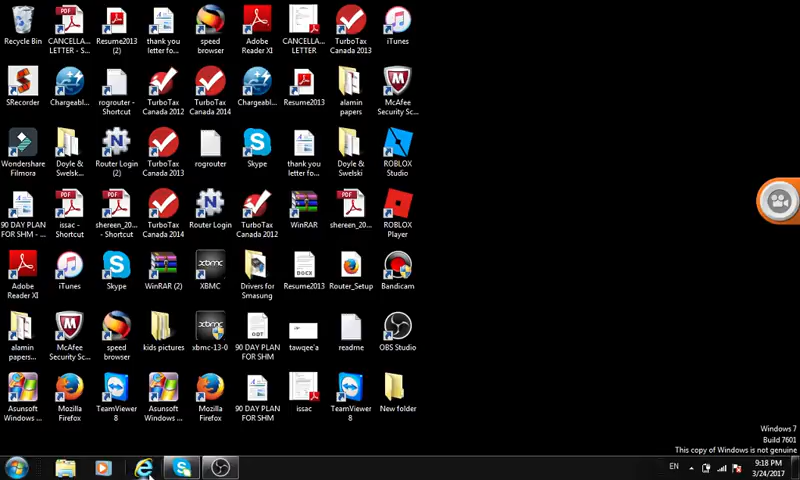 Recycle Bin
CANCELLA...
LETTER - S...
Resume2013
(2)
thank you
letter fo...
speed
browser
Adobe
Reader XI
CANCELLA...
LETTER
TurboTax
Canada 2013
iTunes
SRecorder
Chargeabl...
rogrouter -
Shortcut
TurboTax
Canada 2012
TurboTax
Canada 2014
Chargeabl...
Resume2013
alamin
papers
McAfee
Security Sc...
Wondershare
Filmora
Doyle &
Swelsk...
Router Login
(2)
TurboTax
Canada 2013
rogrouter
Skype
thank you
letter fo...
Doyle &
Swelski
ROBLOX
Studio
90 DAY PLAN
FOR SHM - ...
issac -
Shortcut
shereen_20...
- Shortcut
TurboTax
Canada 2014
Router Login
TurboTax
Canada 2012
WinRAR
shereen_20...
ROBLOX
Player
Adobe
Reader XI
iTunes
Skype
WinRAR (2)
XBMC
Drivers for
Smasung
Resume2013
Router_Setup
Bandicam
alamin
papers...
McAfee
Security Sc...
speed
browser
kids pictures
xbmc-13-0
90 DAY PLAN
FOR SHM
tawqee'a
readme
OBS Studio
Asunsoft
Windows ...
Mozilla
Firefox
TeamViewer
8
Asunsoft
Windows ...
Mozilla
Firefox
90 DAY PLAN
FOR SHM
issac
TeamViewer
8
New folder
Windows 7
Build 7601
This copy of Windows is not genuine
EN
9:18 PM
3/24/2017